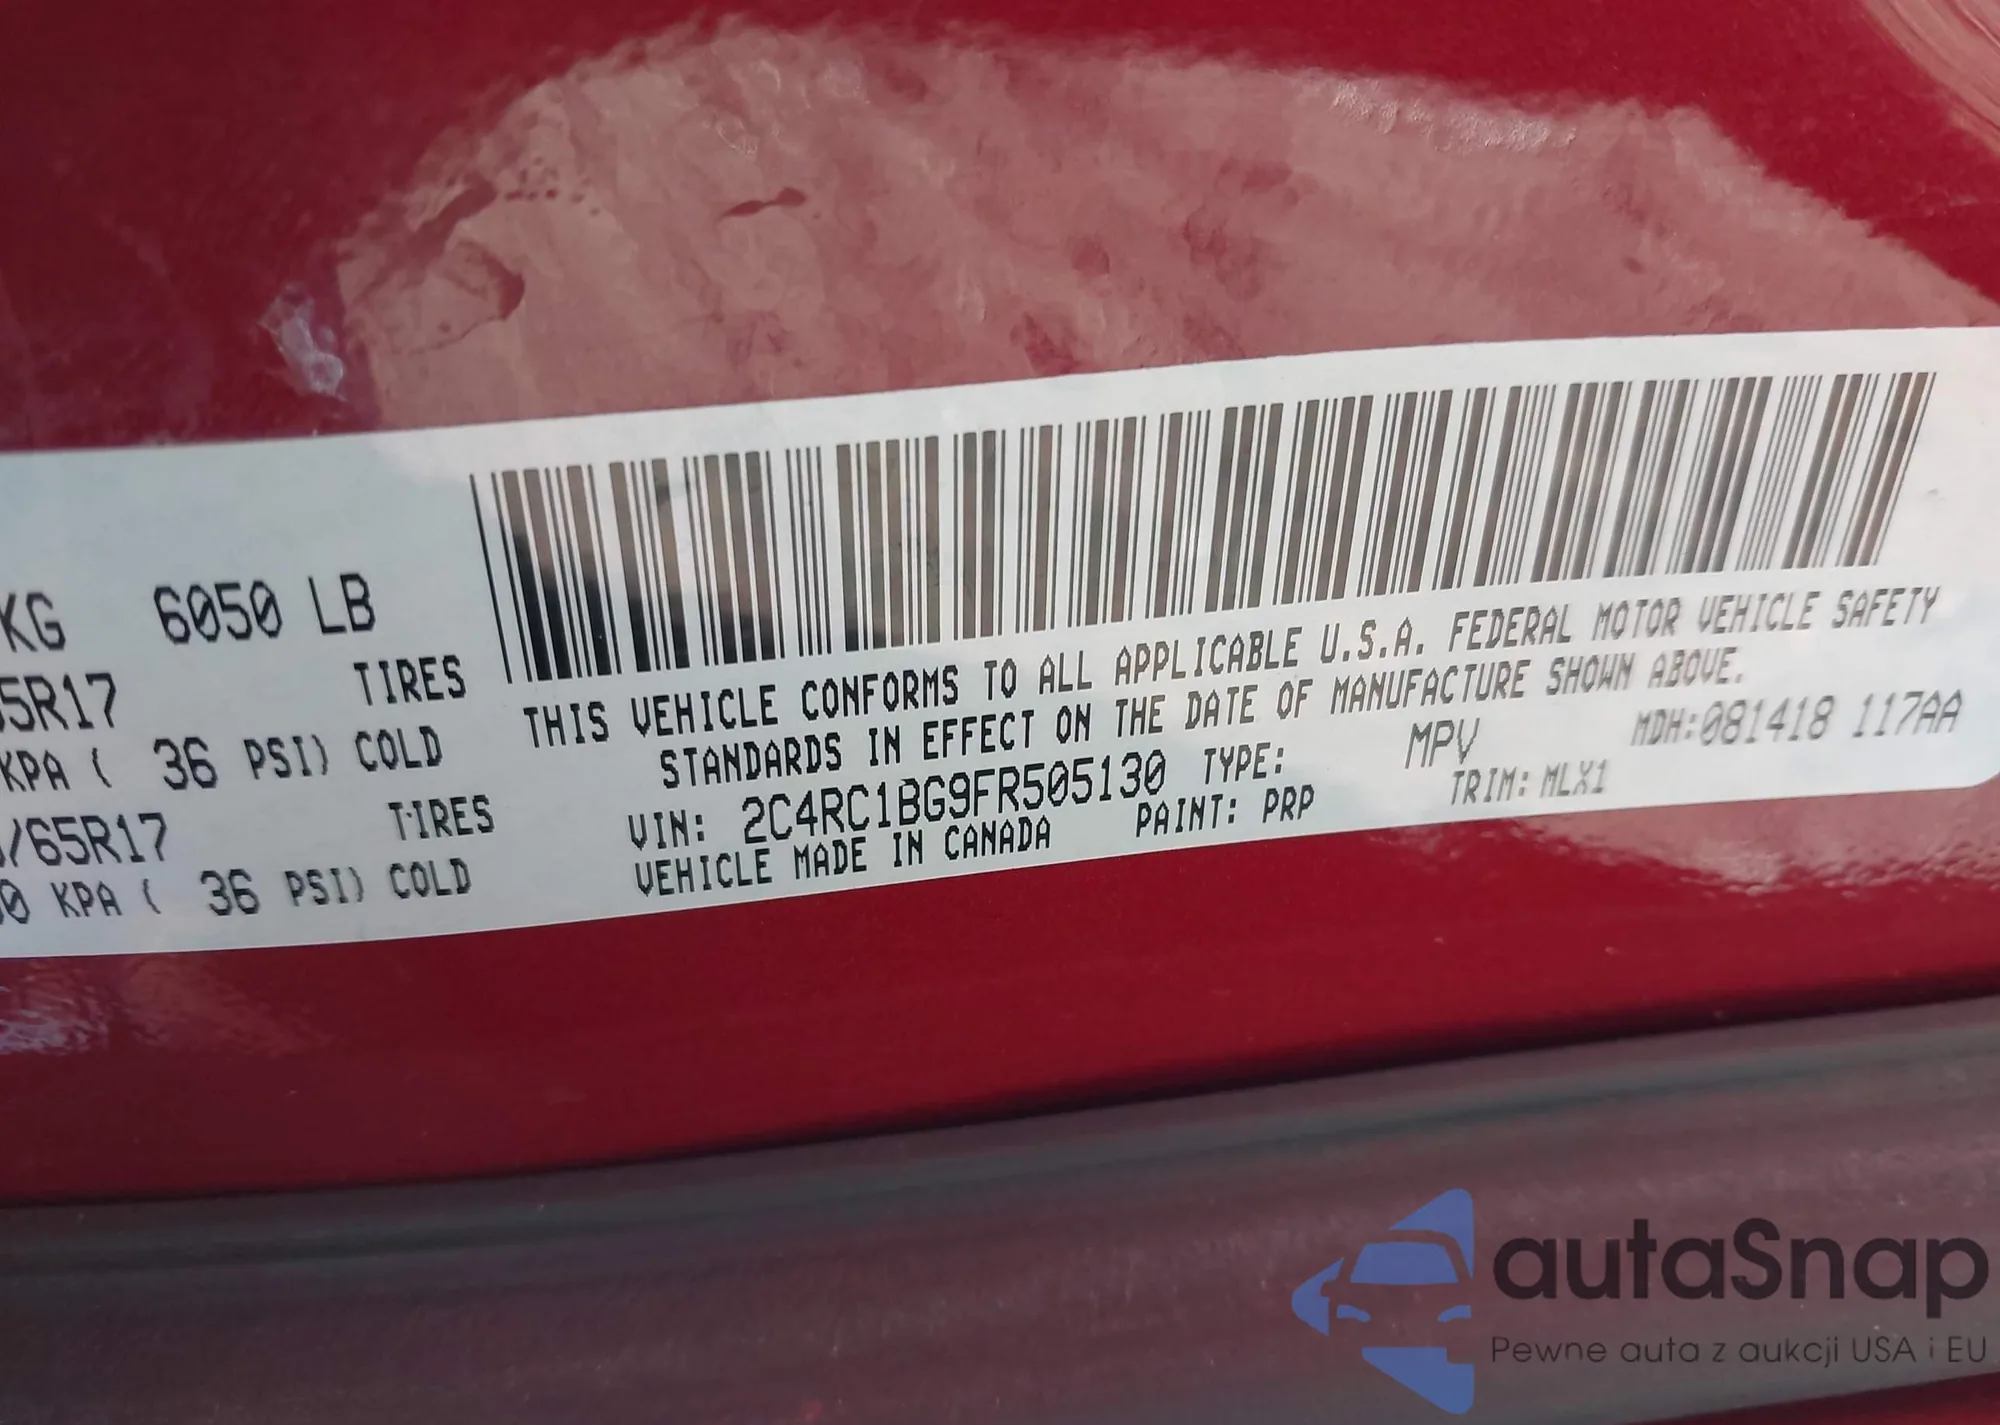 KG 6050 LB
5R17 TIRES
KPA ( 36 PSI) COLD
/65R17 TIRES
0 KPA ( 36 PSI) COLD
THIS VEHICLE CONFORMS TO ALL APPLICABLE U.S.A. FEDERAL MOTOR VEHICLE SAFETY
STANDARDS IN EFFECT ON THE DATE OF MANUFACTURE SHOWN ABOVE.
VIN: 2C4RC1BG9FR505130 TYPE: MPV MDH:081418 117AA
VEHICLE MADE IN CANADA PAINT: PRP TRIM: MLX1
autaSnap
Pewne auta z aukcji USA i EU